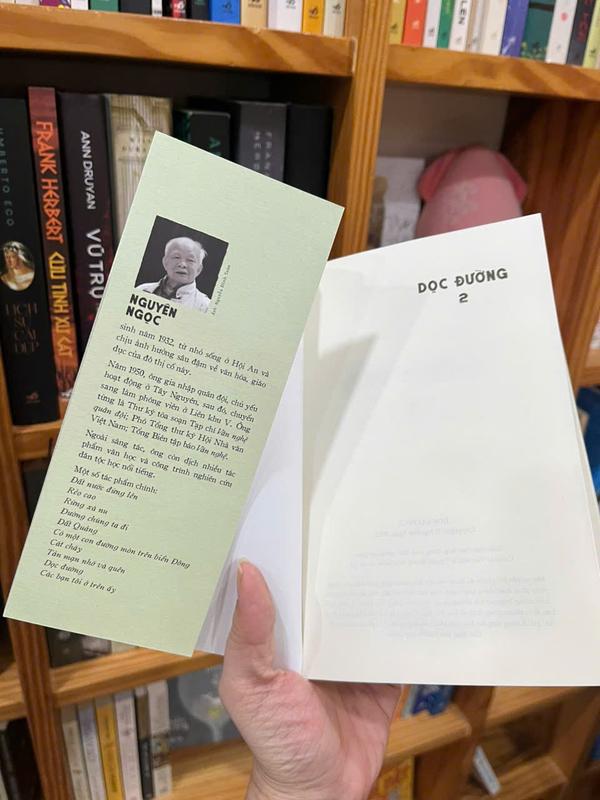 UMBERTO ECO
LỊCH SỬ CÁI ĐẸP
FRANK HERBERT
ANN DRUYAN
VŨ TRỤ
NGUYÊN
NGỌC
sinh năm 1932, từ nhỏ sống ở Hội An và
chịu ảnh hưởng sâu đậm về văn hóa, giáo
dục của đô thị cổ này.
Năm 1950, ông gia nhập quân đội, chủ yếu
hoạt động ở Tây Nguyên, sau đó, chuyển
sang làm phóng viên ở Liên khu V. Ông
từng là Thư ký tòa soạn Tạp chí Văn nghệ
quân đội; Phó Tổng thư ký Hội Nhà văn
Việt Nam; Tổng Biên tập báo Văn nghệ.
Ngoài sáng tác, ông còn dịch nhiều tác
phẩm văn học và công trình nghiên cứu
dân tộc học nổi tiếng.
Một số tác phẩm chính:
Đất nước đứng lên
Rẻo cao
Rừng xà nu
Đường chúng ta đi
Đất Quảng
Có một con đường mòn trên biển Đông
Cát cháy
Tản mạn nhớ và quên
Dọc đường
Các bạn tôi ở trên ấy
DỌC ĐƯỜNG
2